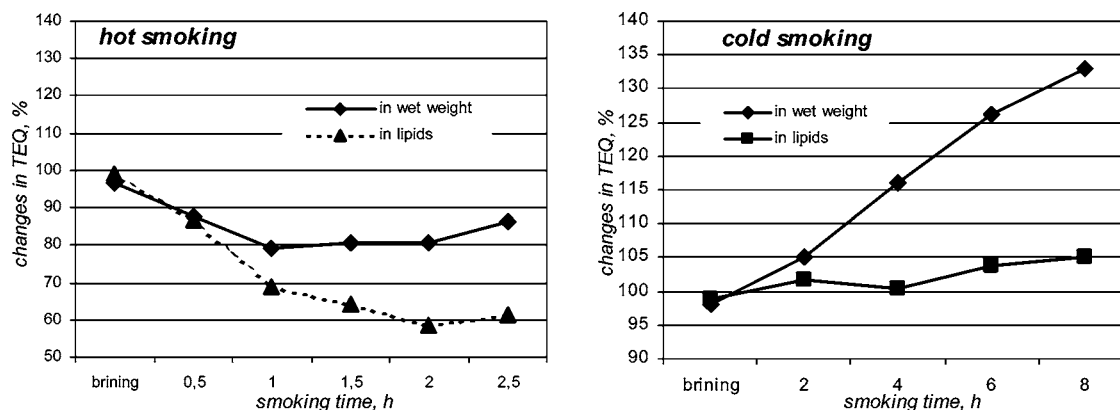 hot smoking
changes in TEQ, %
140
130
120
110
100
90
80
70
60
50
in wet weight
in lipids
brining 0,5 1 1,5 2 2,5
smoking time, h
cold smoking
changes in TEQ, %
140
135
130
125
120
115
110
105
100
95
90
in wet weight
in lipids
brining 2 4 6 8
smoking time, h